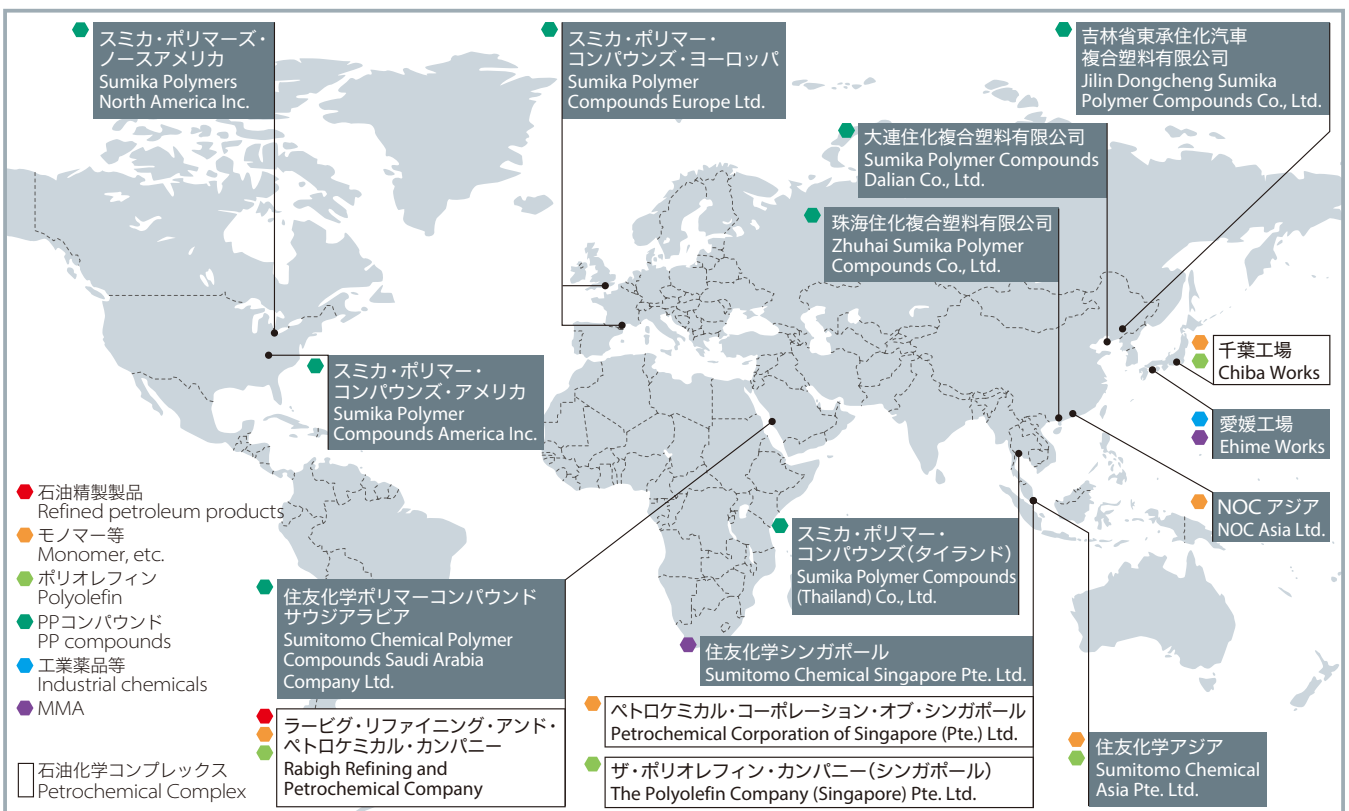 スミカ・ポリマーズ・
ノースアメリカ
Sumika Polymers
North America Inc.
スミカ・ポリマー・
コンパウンズ・ヨーロッパ
Sumika Polymer
Compounds Europe Ltd.
吉林省東承住化汽車
複合塑料有限公司
Jilin Dongcheng Sumika
Polymer Compounds Co., Ltd.
大連住化複合塑料有限公司
Sumika Polymer Compounds
Dalian Co., Ltd.
珠海住化複合塑料有限公司
Zhuhai Sumika Polymer
Compounds Co., Ltd.
千葉工場
Chiba Works
スミカ・ポリマー・
コンパウンズ・アメリカ
Sumika Polymer
Compounds America Inc.
愛媛工場
Ehime Works
NOC アジア
NOC Asia Ltd.
スミカ・ポリマー・
コンパウンズ(タイランド)
Sumika Polymer Compounds
(Thailand) Co., Ltd.
石油精製製品
Refined petroleum products
モノマー等
Monomer, etc.
ポリオレフィン
Polyolefin
PPコンパウンド
PP compounds
工業薬品等
Industrial chemicals
MMA
石油化学コンプレックス
Petrochemical Complex
住友化学ポリマーコンパウンド
サウジアラビア
Sumitomo Chemical Polymer
Compounds Saudi Arabia
Company Ltd.
ラービグ・リファイニング・アンド・
ペトロケミカル・カンパニー
Rabigh Refining and
Petrochemical Company
住友化学シンガポール
Sumitomo Chemical Singapore Pte. Ltd.
ペトロケミカル・コーポレーション・オブ・シンガポール
Petrochemical Corporation of Singapore (Pte.) Ltd.
ザ・ポリオレフィン・カンパニー(シンガポール)
The Polyolefin Company (Singapore) Pte. Ltd.
住友化学アジア
Sumitomo Chemical
Asia Pte. Ltd.